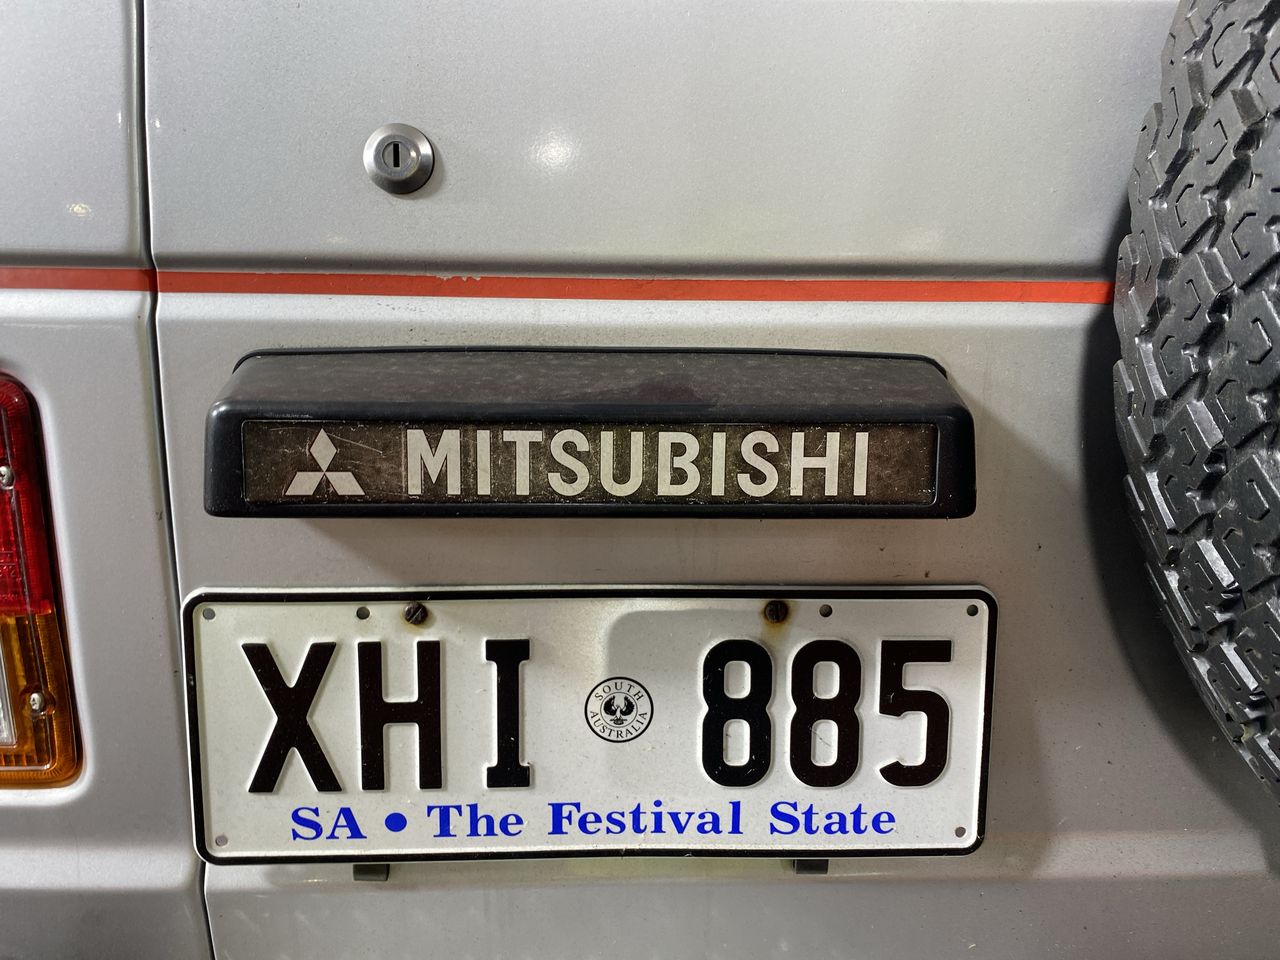 MITSUBISHI
XHI 885
SOUTH AUSTRALIA
SA • The Festival State